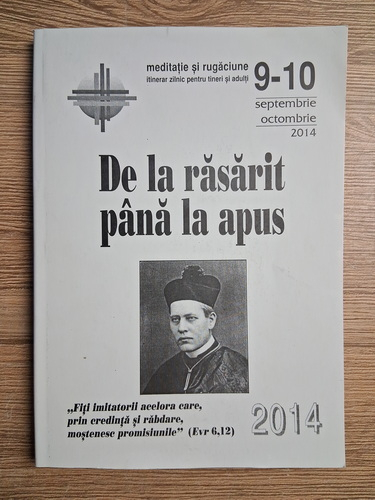 meditație și rugăciune
itinerar zilnic pentru tineri și adulți
9-10
septembrie
octombrie
2014
De la răsărit
până la apus
„Fiți imitatorii acelora care,
prin credință și răbdare,
moștenesc promisiunile” (Evr 6,12)
2014